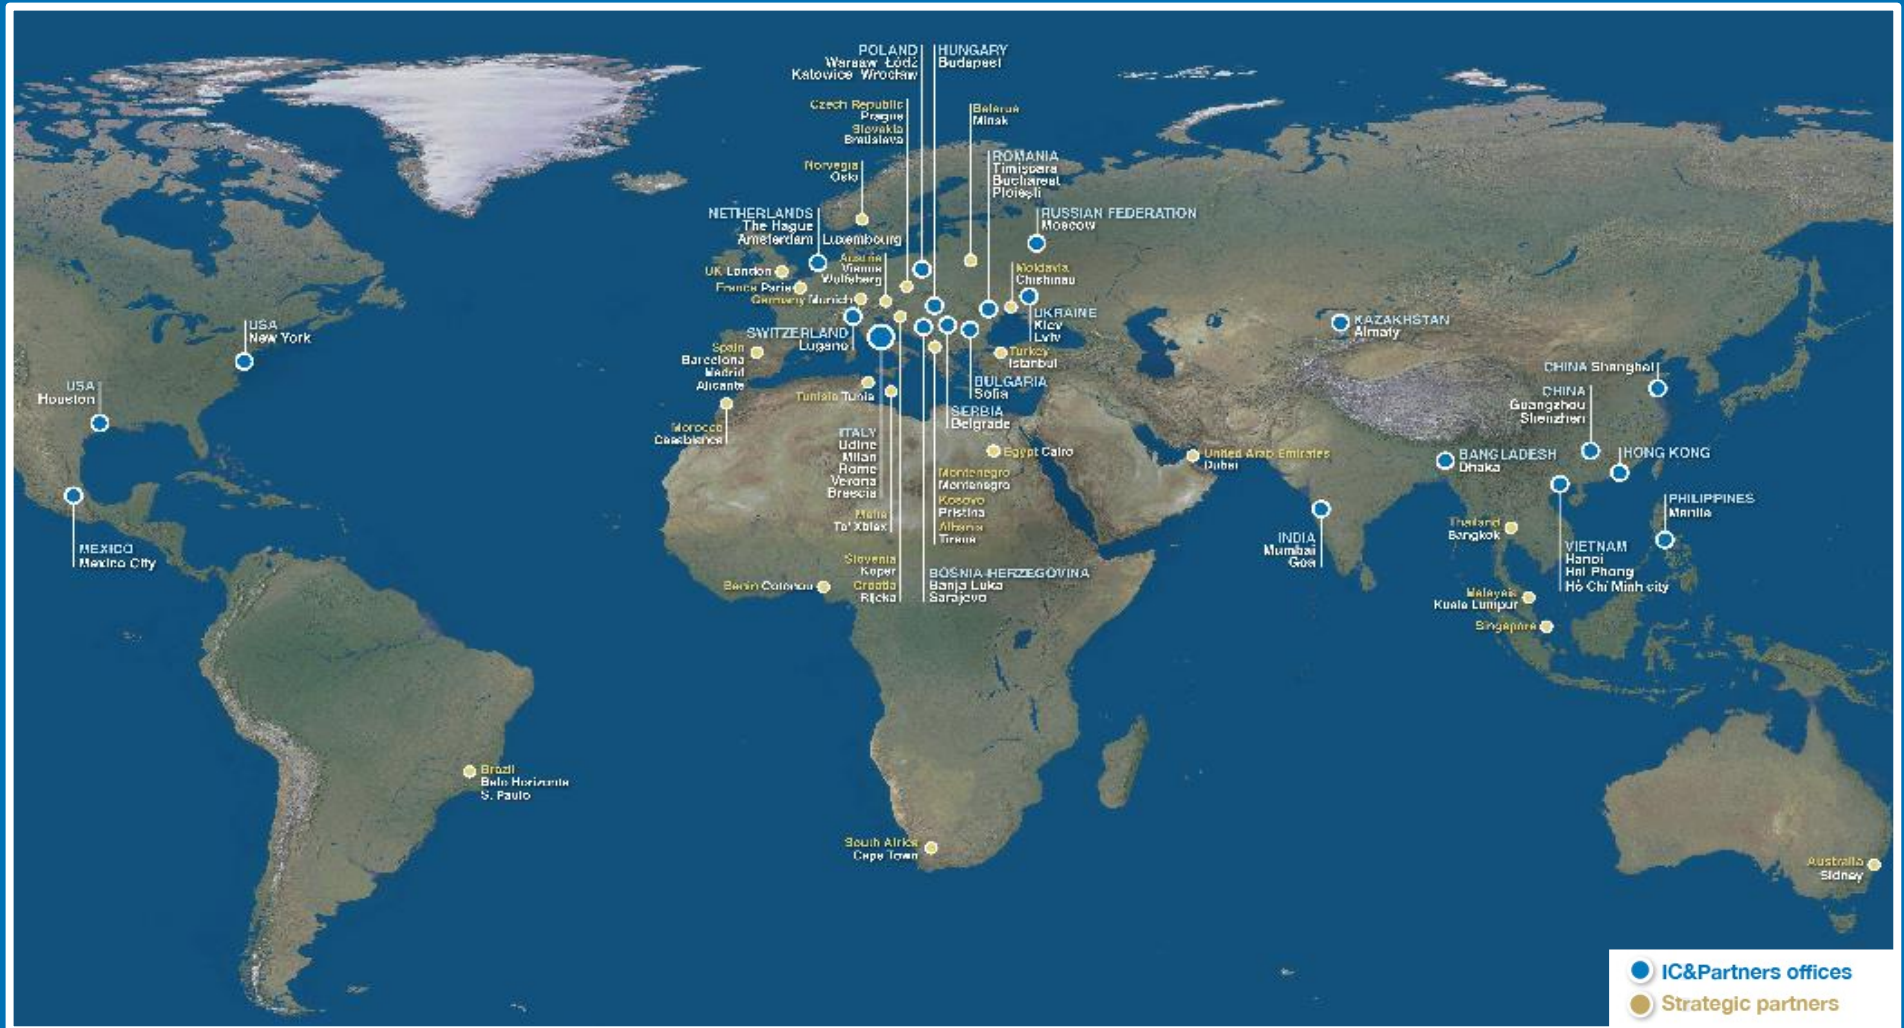 POLAND
Warsaw Łódź
Katowice Wrocław
HUNGARY
Budapest
Czech Republic
Prague
Slovakia
Bratislava
Belarus
Minsk
Norvegia
Oslo
ROMANIA
Timișoara
Bucharest
Ploiești
NETHERLANDS
The Hague
Amsterdam Luxembourg
RUSSIAN FEDERATION
Moscow
Austria
Vienna
Wolfsberg
UK London
France Paris
Germany Munich
Moldavia
Chishinau
UKRAINE
Kiev
Lviv
SWITZERLAND
Lugano
USA
New York
USA
Houston
KAZAKHSTAN
Almaty
Spain
Barcelona
Madrid
Alicante
Turkey
Istanbul
CHINA Shanghai
CHINA
Guangzhou
Shenzhen
BULGARIA
Sofia
Tunisia Tunis
SERBIA
Belgrade
Morocco
Casablanca
ITALY
Udine
Milan
Rome
Verona
Brescia
Egypt Cairo
United Arab Emirates
Dubai
BANGLADESH
Dhaka
HONG KONG
Montenegro
Montenegro
Kosovo
Pristina
Albania
Tirana
Malta
Ta' Xbiex
PHILIPPINES
Manila
Thailand
Bangkok
INDIA
Mumbai
Goa
VIETNAM
Hanoi
Hai Phong
Hô Chí Minh city
MEXICO
Mexico City
Slovenia
Koper
Croatia
Rijeka
BOSNIA-HERZEGOVINA
Banja Luka
Sarajevo
Benin Cotonou
Malaysia
Kuala Lumpur
Singapore
Brazil
Belo Horizonte
S. Paulo
South Africa
Cape Town
Australia
Sidney
IC&Partners offices
Strategic partners